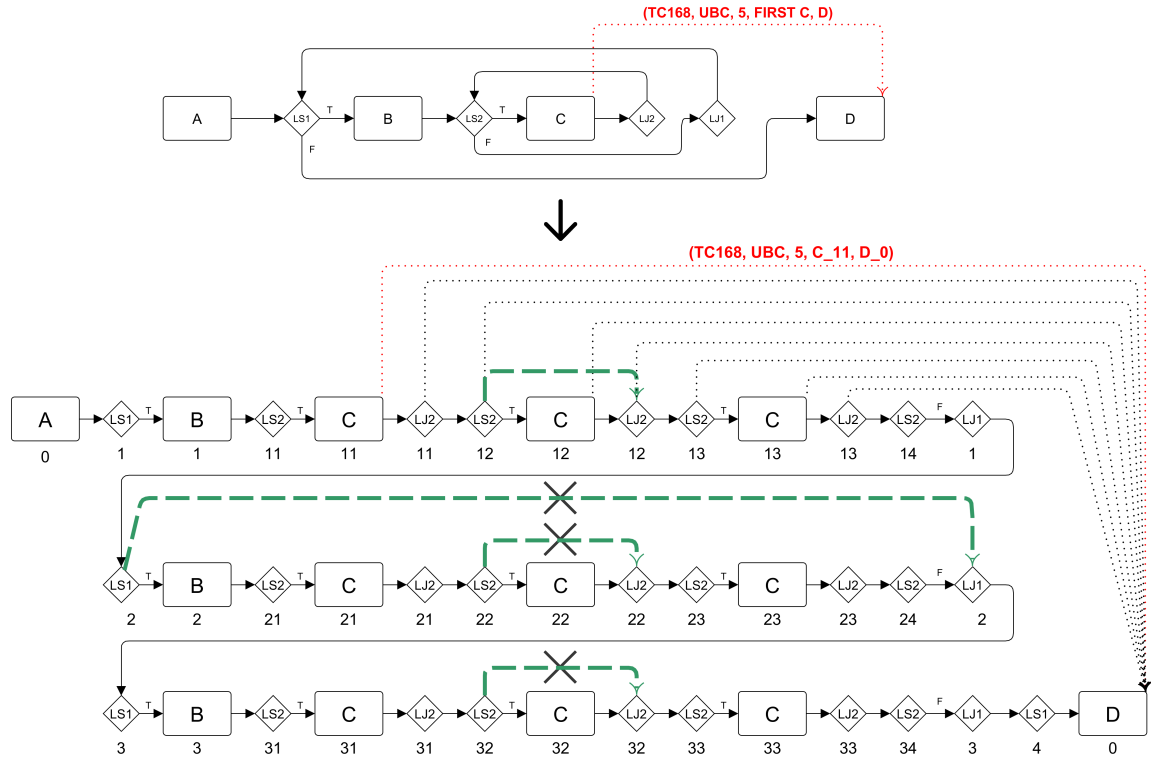 (TC168, UBC, 5, FIRST C, D)
A LS1 T B LS2 T C LJ2 LJ1 D
F F
(TC168, UBC, 5, C_11, D_0)
A LS1 T B LS2 T C LJ2 LS2 T C LJ2 LS2 T C LJ2 LS2 F LJ1
0 1 1 11 11 11 12 12 12 13 13 13 14 1
LS1 T B LS2 T C LJ2 LS2 T C LJ2 LS2 T C LJ2 LS2 F LJ1
2 2 21 21 21 22 22 22 23 23 23 24 2
LS1 T B LS2 T C LJ2 LS2 T C LJ2 LS2 T C LJ2 LS2 F LJ1 LS1 D
3 3 31 31 31 32 32 32 33 33 33 34 3 4 0